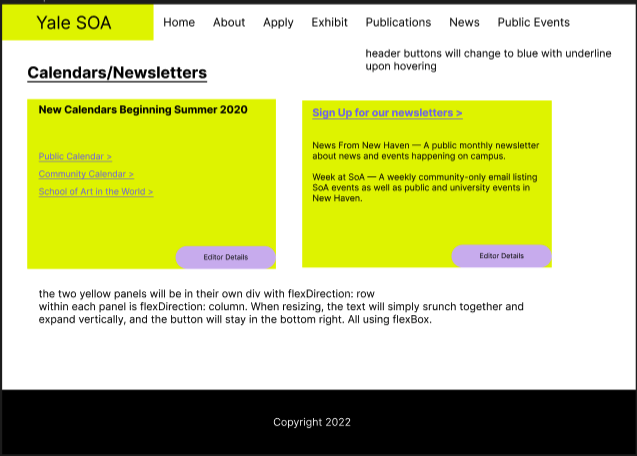 Yale SOA
Home About Apply Exhibit Publications News Public Events
header buttons will change to blue with underline
upon hovering
Calendars/Newsletters
New Calendars Beginning Summer 2020
Public Calendar >
Community Calendar >
School of Art in the World >
Editor Details
Sign Up for our newsletters >
News From New Haven — A public monthly newsletter
about news and events happening on campus.
Week at SoA — A weekly community-only email listing
SoA events as well as public and university events in
New Haven.
Editor Details
the two yellow panels will be in their own div with flexDirection: row
within each panel is flexDirection: column. When resizing, the text will simply srunch together and
expand vertically, and the button will stay in the bottom right. All using flexBox.
Copyright 2022